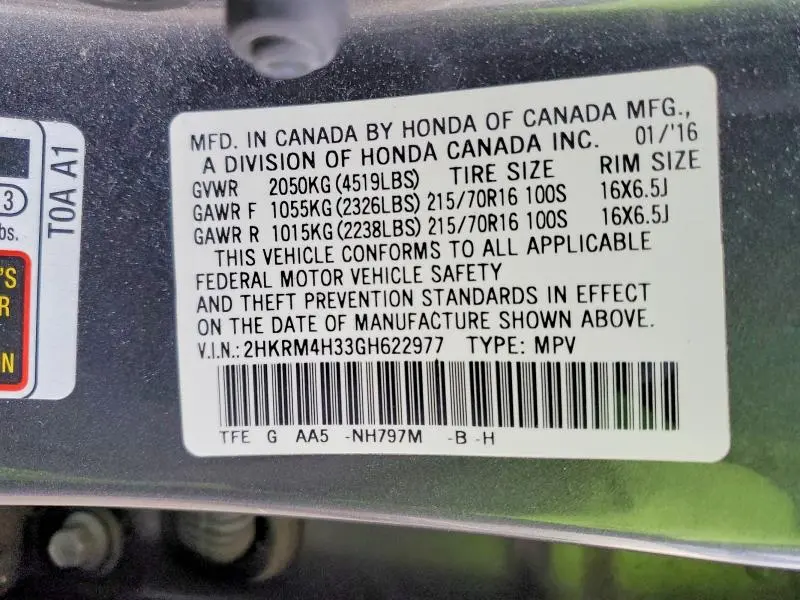 MFD. IN CANADA BY HONDA OF CANADA MFG.,
A DIVISION OF HONDA CANADA INC. 01/'16
GVWR 2050KG (4519LBS) TIRE SIZE RIM SIZE
GAWR F 1055KG (2326LBS) 215/70R16 100S 16X6.5J
GAWR R 1015KG (2238LBS) 215/70R16 100S 16X6.5J
THIS VEHICLE CONFORMS TO ALL APPLICABLE
FEDERAL MOTOR VEHICLE SAFETY
AND THEFT PREVENTION STANDARDS IN EFFECT
ON THE DATE OF MANUFACTURE SHOWN ABOVE.
V.I.N.: 2HKRM4H33GH622977 TYPE: MPV
TFE G AA5 -NH797M -B -H
T0A A1
3
bs.
'S
R
N